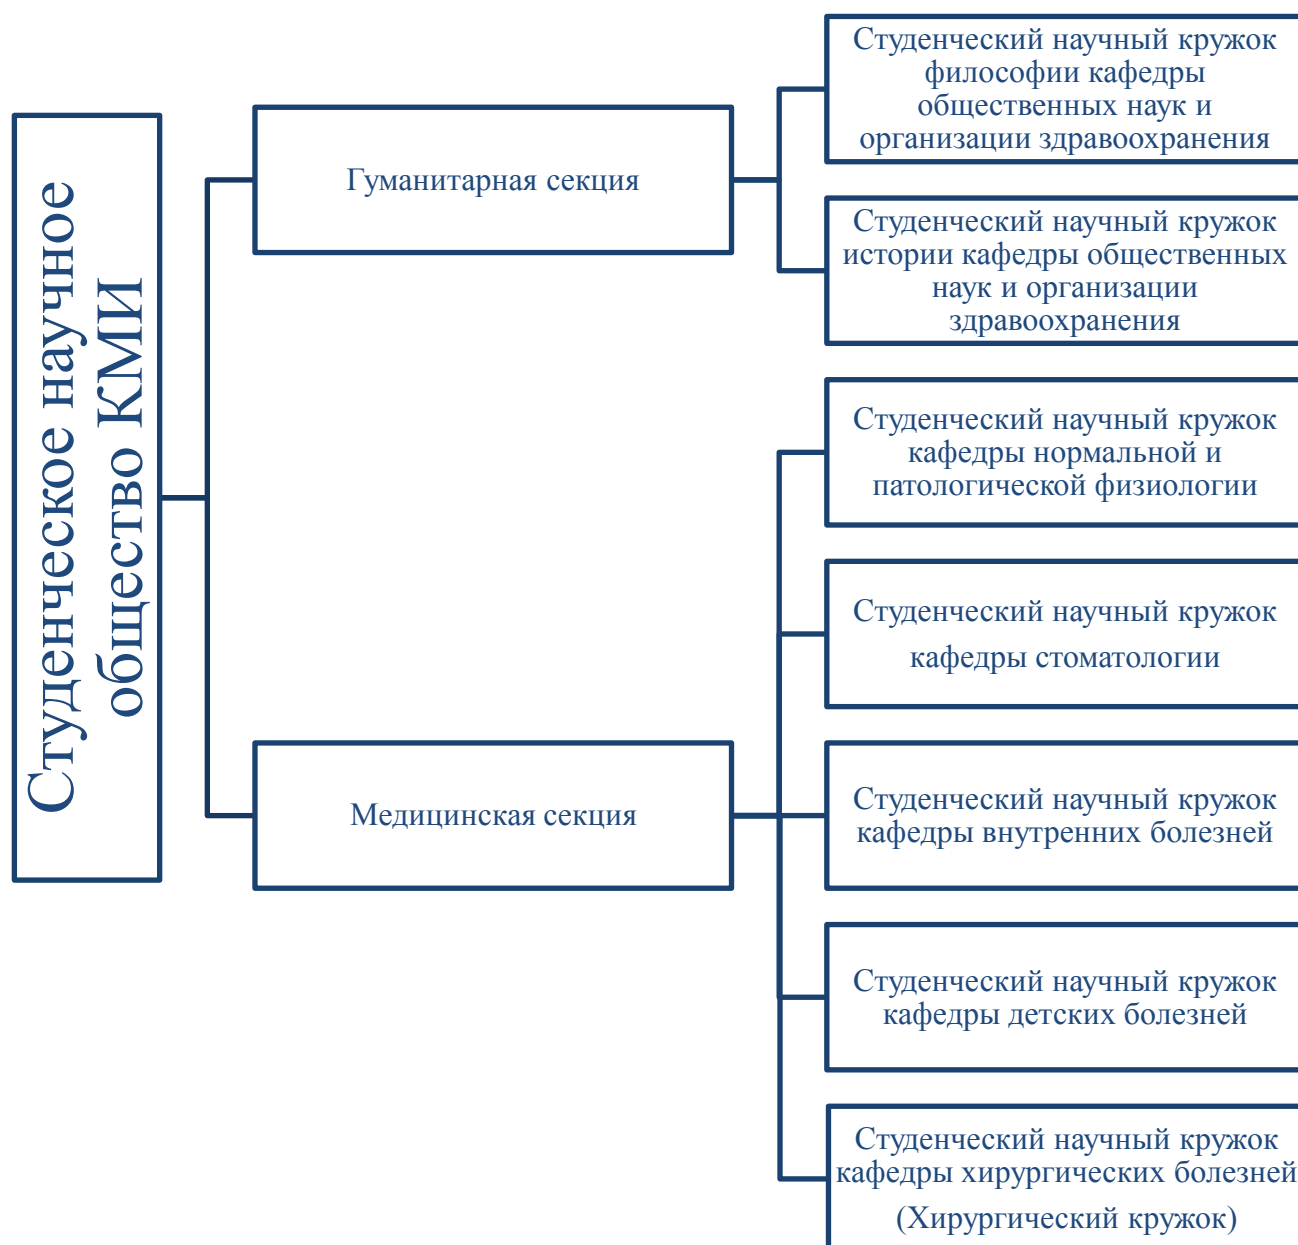 Студенческое научное
общество КМИ
Гуманитарная секция
Студенческий научный кружок
философии кафедры
общественных наук и
организации здравоохранения
Студенческий научный кружок
истории кафедры общественных
наук и организации
здравоохранения
Медицинская секция
Студенческий научный кружок
кафедры нормальной и
патологической физиологии
Студенческий научный кружок
кафедры стоматологии
Студенческий научный кружок
кафедры внутренних болезней
Студенческий научный кружок
кафедры детских болезней
Студенческий научный кружок
кафедры хирургических болезней
(Хирургический кружок)